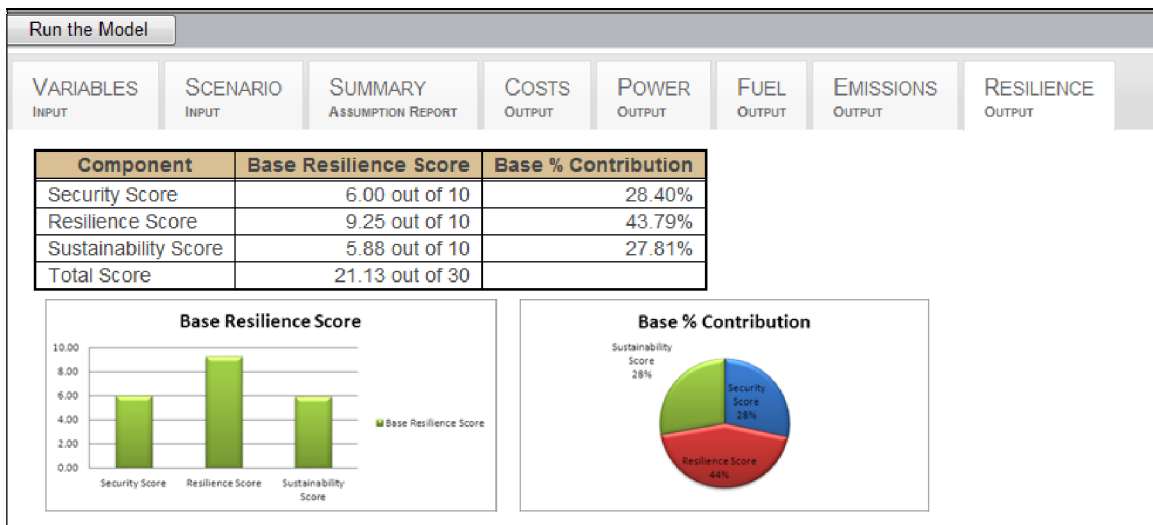 Run the Model
VARIABLES
INPUT
SCENARIO
INPUT
SUMMARY
ASSUMPTION REPORT
COSTS
OUTPUT
POWER
OUTPUT
FUEL
OUTPUT
EMISSIONS
OUTPUT
RESILIENCE
OUTPUT
Component Base Resilience Score Base % Contribution
Security Score 6.00 out of 10 28.40%
Resilience Score 9.25 out of 10 43.79%
Sustainability Score 5.88 out of 10 27.81%
Total Score 21.13 out of 30
Base Resilience Score
10.00
8.00
6.00
4.00
2.00
0.00
Security Score
Resilience Score
Sustainability
Score
Base Resilience Score
Base % Contribution
Sustainability
Score
28%
Security
Score
28%
Resilience Score
44%